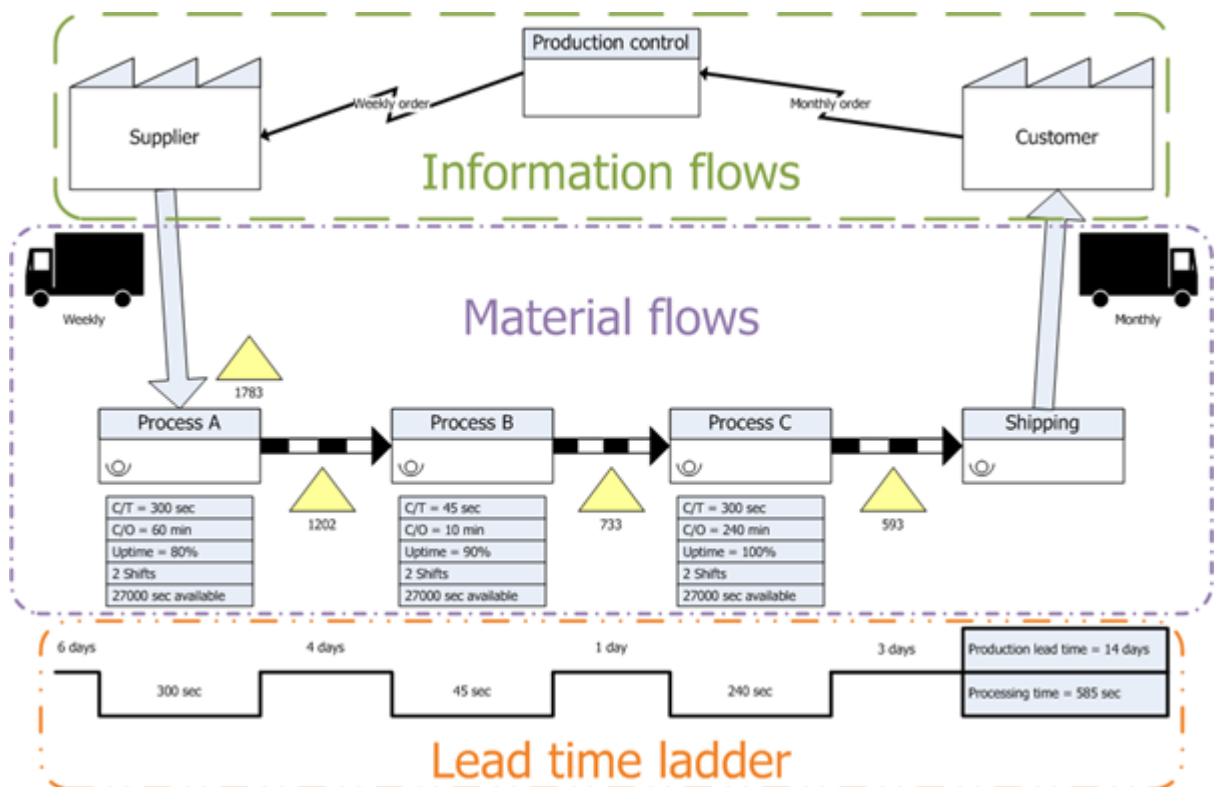 Production control
Weekly order
Monthly order
Supplier
Customer
Information flows
Weekly
Material flows
Monthly
1783
Process A
Process B
Process C
Shipping
1202
733
593
C/T = 300 sec
C/O = 60 min
Uptime = 80%
2 Shifts
27000 sec available
C/T = 45 sec
C/O = 10 min
Uptime = 90%
2 Shifts
27000 sec available
C/T = 300 sec
C/O = 240 min
Uptime = 100%
2 Shifts
27000 sec available
6 days
4 days
1 day
3 days
Production lead time = 14 days
300 sec
45 sec
240 sec
Processing time = 585 sec
Lead time ladder